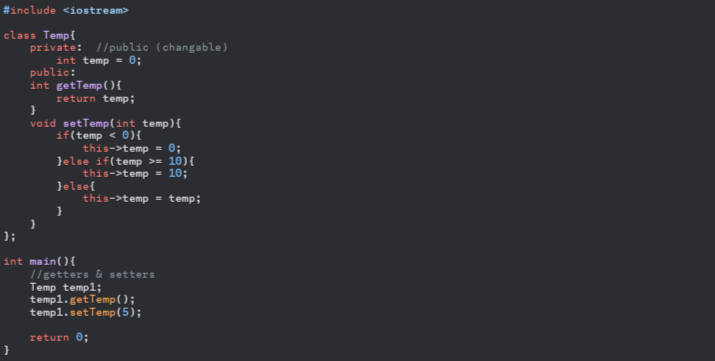 #include <iostream>

class Temp{
    private:  //public (changable)
        int temp = 0;
    public:
    int getTemp(){
        return temp;
    }
    void setTemp(int temp){
        if(temp < 0){
            this->temp = 0;
        }else if(temp >= 10){
            this->temp = 10;
        }else{
            this->temp = temp;
        }
    }
};

int main(){
    //getters & setters
    Temp temp1;
    temp1.getTemp();
    temp1.setTemp(5);

    return 0;
}